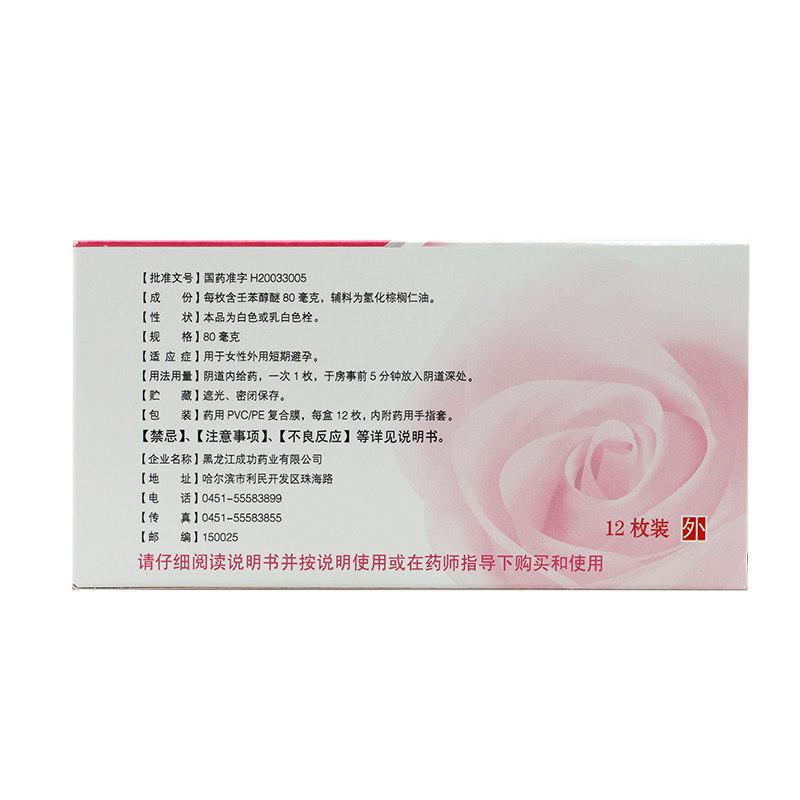 【批准文号】国药准字 H20033005
【成 份】每枚含壬苯醇醚 80 毫克，辅料为氢化棕榈仁油。
【性 状】本品为白色或乳白色栓。
【规 格】80 毫克
【适 应 症】用于女性外用短期避孕。
【用法用量】阴道内给药，一次 1 枚，于房事前 5 分钟放入阴道深处。
【贮 藏】遮光、密闭保存。
【包 装】药用 PVC/PE 复合膜，每盒 12 枚，内附药用手指套。
【禁忌】、【注意事项】、【不良反应】等详见说明书。
【企业名称】黑龙江成功药业有限公司
【地 址】哈尔滨市利民开发区珠海路
【电 话】0451-55583899
【传 真】0451-55583855
【邮 编】150025
12 枚装 外
请仔细阅读说明书并按说明使用或在药师指导下购买和使用